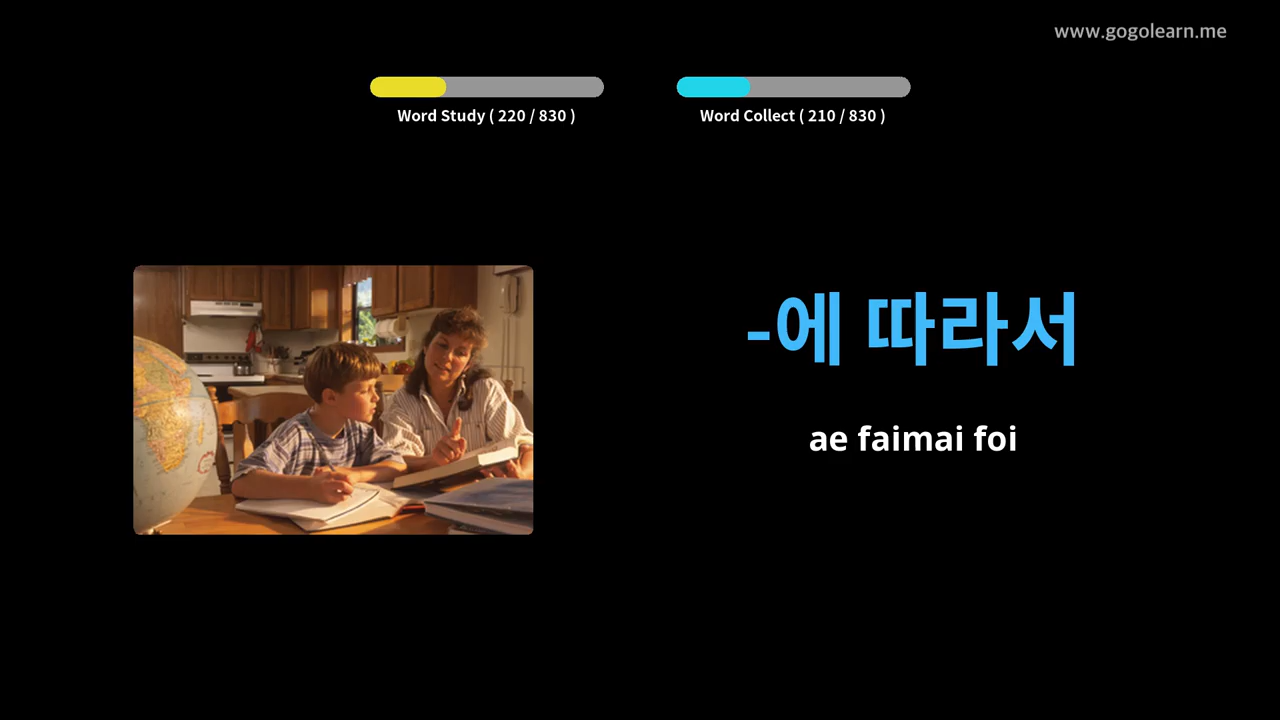 www.gogolearn.me
Word Study ( 220 / 830 )
Word Collect ( 210 / 830 )
-에 따라서
ae faimai foi